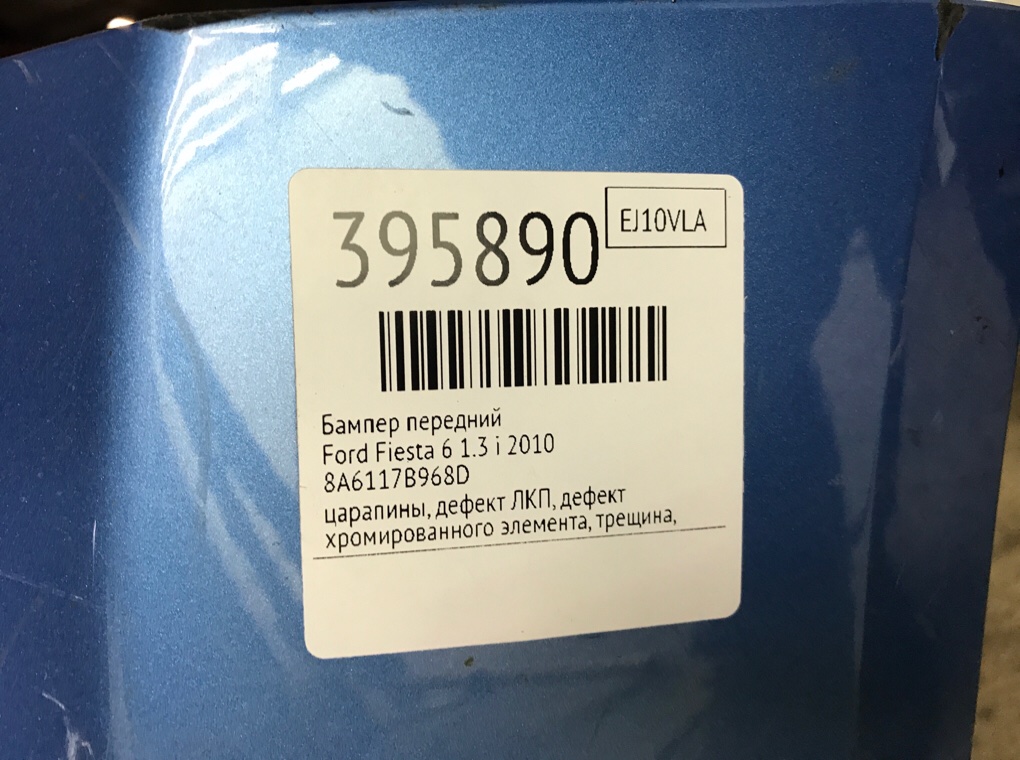 395890
EJ10VLA
Бампер передний
Ford Fiesta 6 1.3 i 2010
8A6117B968D
царапины, дефект ЛКП, дефект
хромированного элемента, трещина,